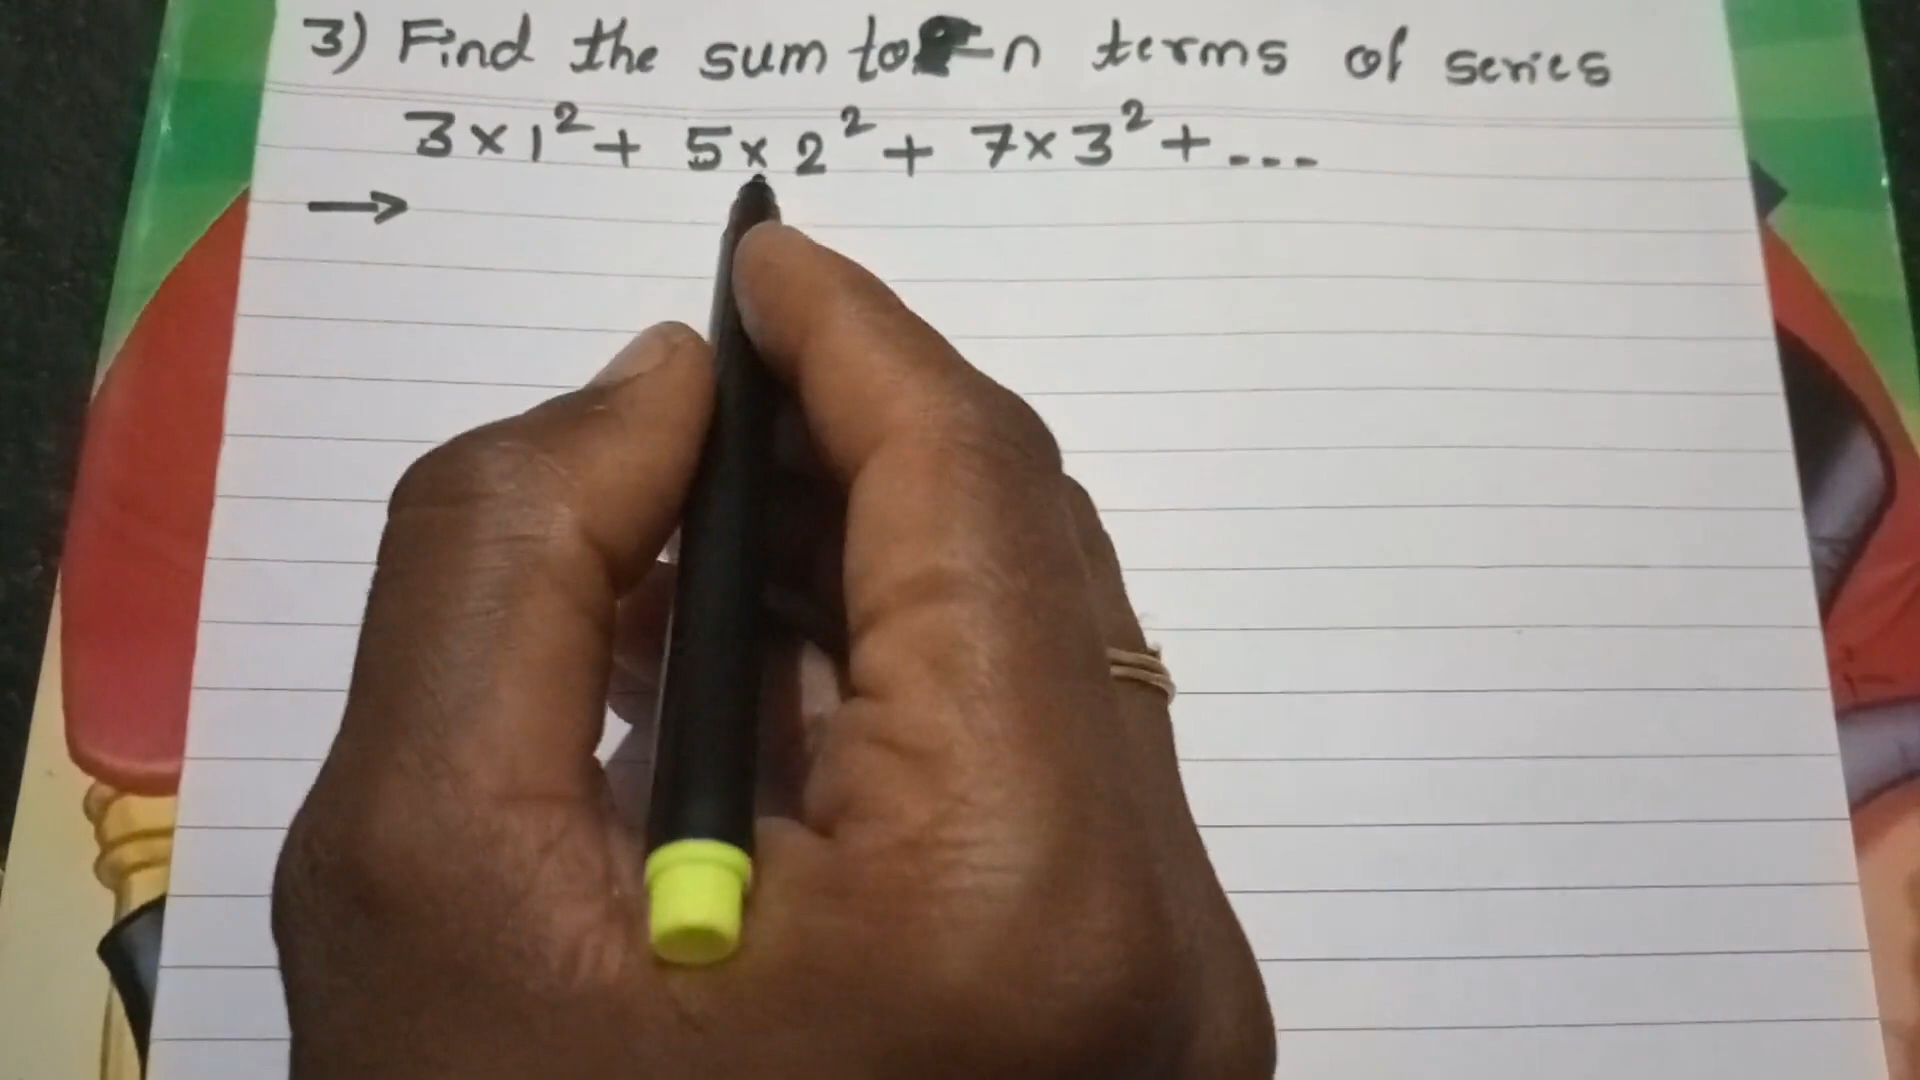 3) Find the sum to n terms of series
3 × 1² + 5 × 2² + 7 × 3² + ...
→